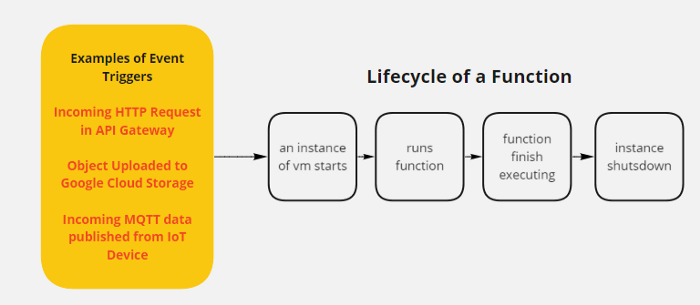 Examples of Event
Triggers
Incoming HTTP Request
in API Gateway
Object Uploaded to
Google Cloud Storage
Incoming MQTT data
published from IoT
Device
Lifecycle of a Function
an instance
of vm starts
runs
function
function
finish
executing
instance
shutsdown